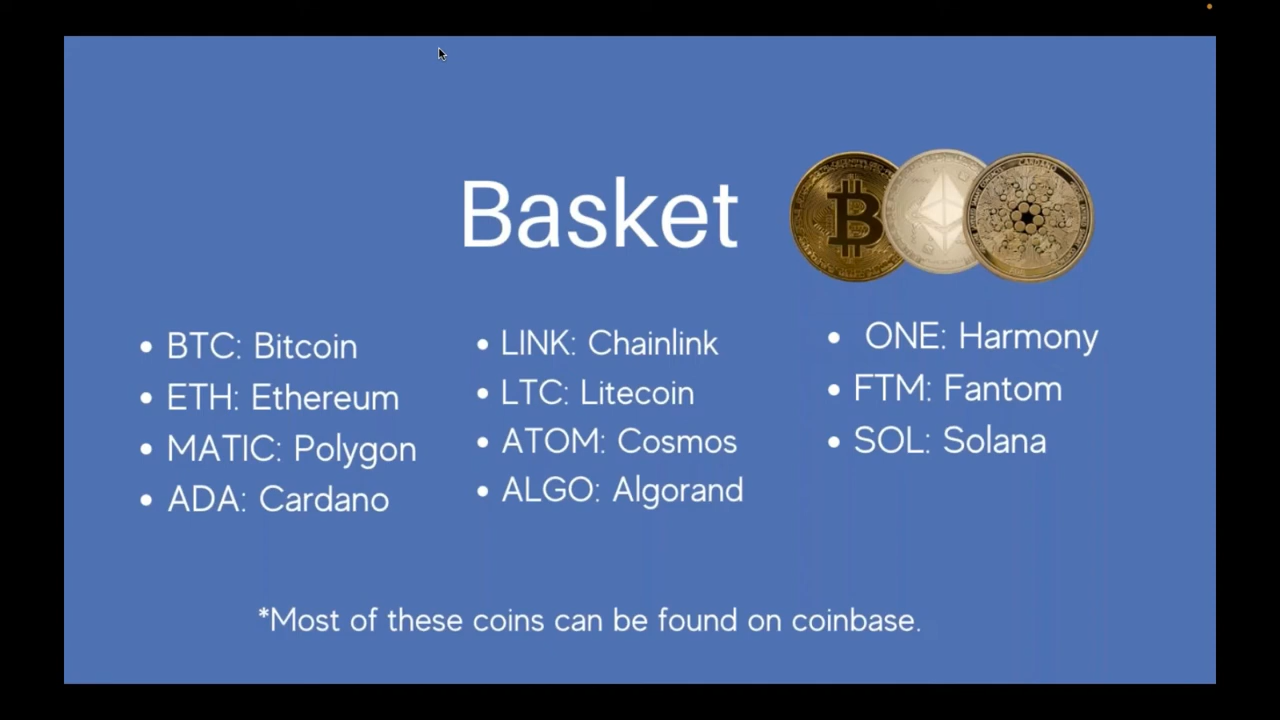 Basket
• BTC: Bitcoin
• ETH: Ethereum
• MATIC: Polygon
• ADA: Cardano
• LINK: Chainlink
• LTC: Litecoin
• ATOM: Cosmos
• ALGO: Algorand
• ONE: Harmony
• FTM: Fantom
• SOL: Solana
*Most of these coins can be found on coinbase.
CARDANO